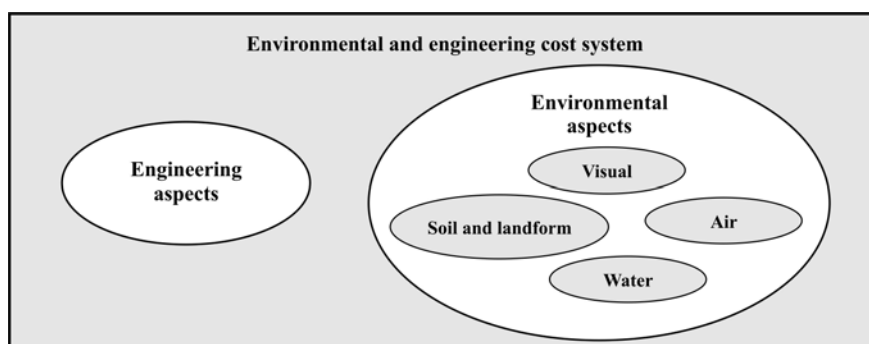 Environmental and engineering cost system
Environmental
aspects
Engineering
aspects
Visual
Soil and landform
Air
Water